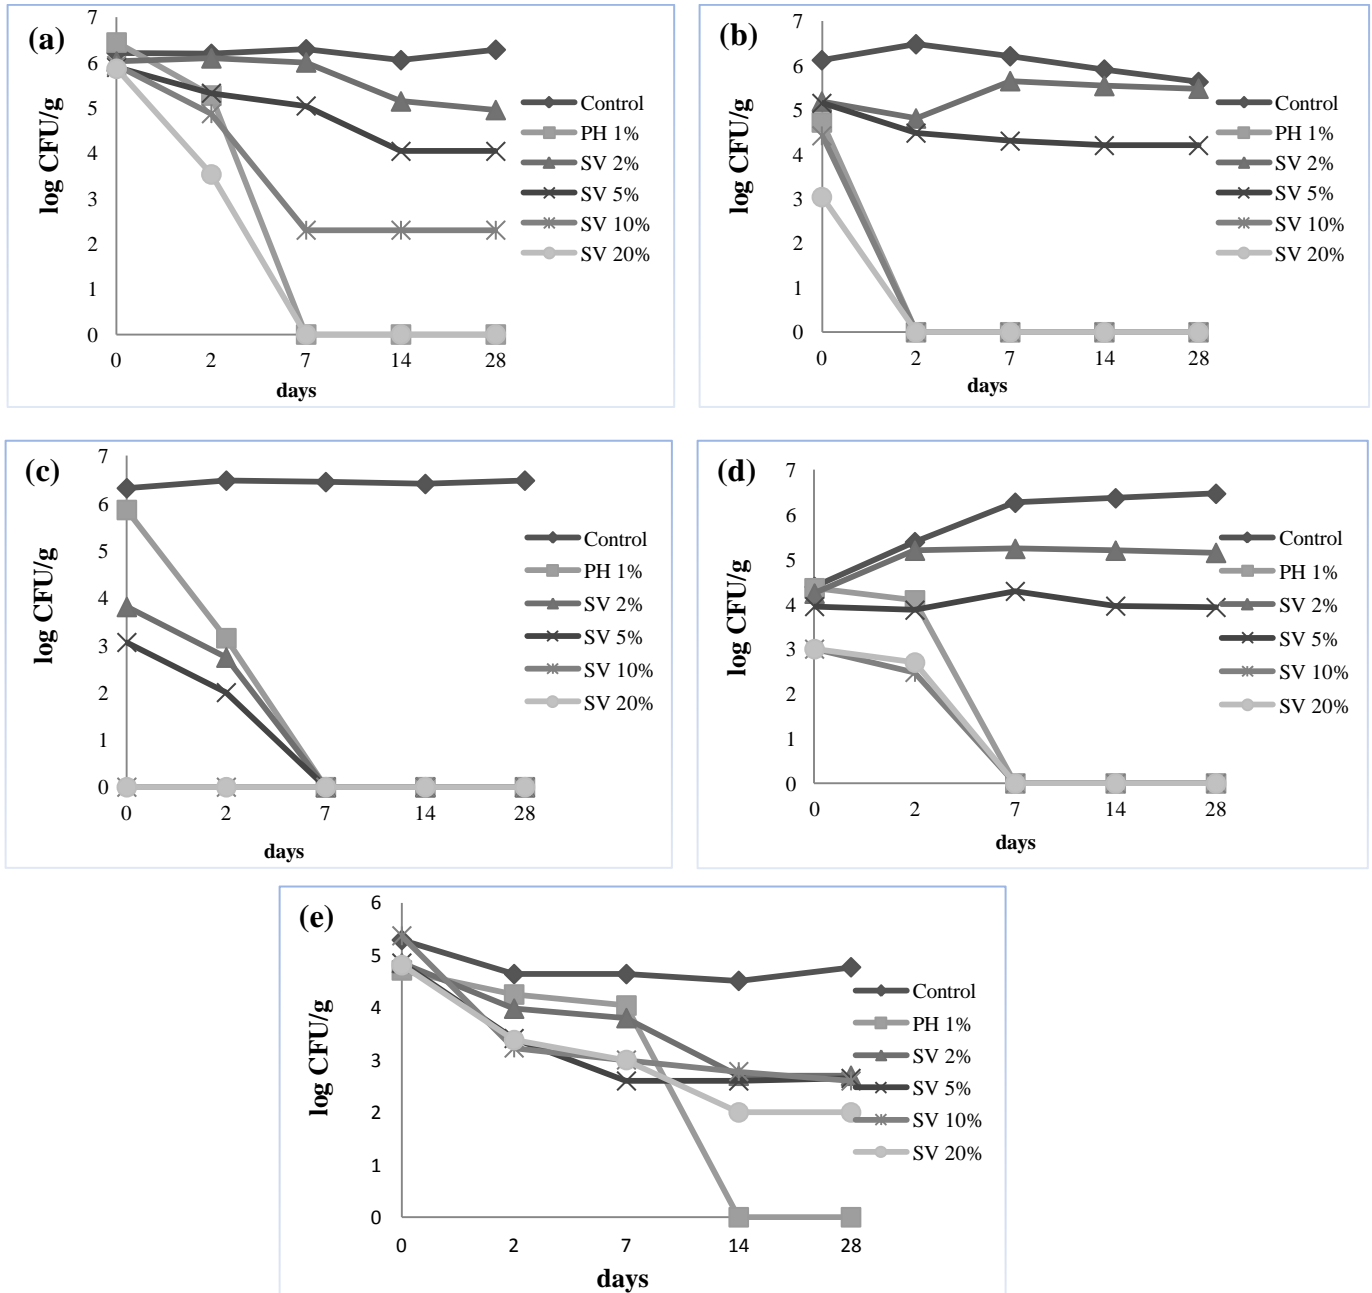 (a)
log CFU/g
7
6
5
4
3
2
1
0
0 2 7 14 28
days
Control
PH 1%
SV 2%
SV 5%
SV 10%
SV 20%
(b)
log CFU/g
7
6
5
4
3
2
1
0
0 2 7 14 28
days
Control
PH 1%
SV 2%
SV 5%
SV 10%
SV 20%
(c)
log CFU/g
7
6
5
4
3
2
1
0
0 2 7 14 28
days
Control
PH 1%
SV 2%
SV 5%
SV 10%
SV 20%
(d)
log CFU/g
7
6
5
4
3
2
1
0
0 2 7 14 28
days
Control
PH 1%
SV 2%
SV 5%
SV 10%
SV 20%
(e)
log CFU/g
6
5
4
3
2
1
0
0 2 7 14 28
days
Control
PH 1%
SV 2%
SV 5%
SV 10%
SV 20%